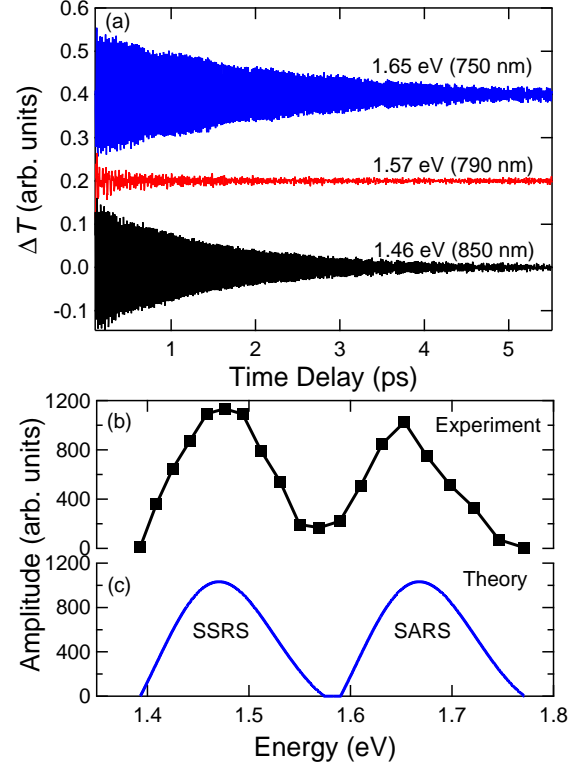 (a)
0.6
0.5
0.4
0.3
0.2
0.1
0.0
-0.1
ΔT (arb. units)
1.65 eV (750 nm)
1.57 eV (790 nm)
1.46 eV (850 nm)
1 2 3 4 5
Time Delay (ps)
(b)
Experiment
1200
800
400
0
(c)
Theory
1200
800
400
0
SSRS
SARS
Amplitude (arb. units)
1.4 1.5 1.6 1.7 1.8
Energy (eV)